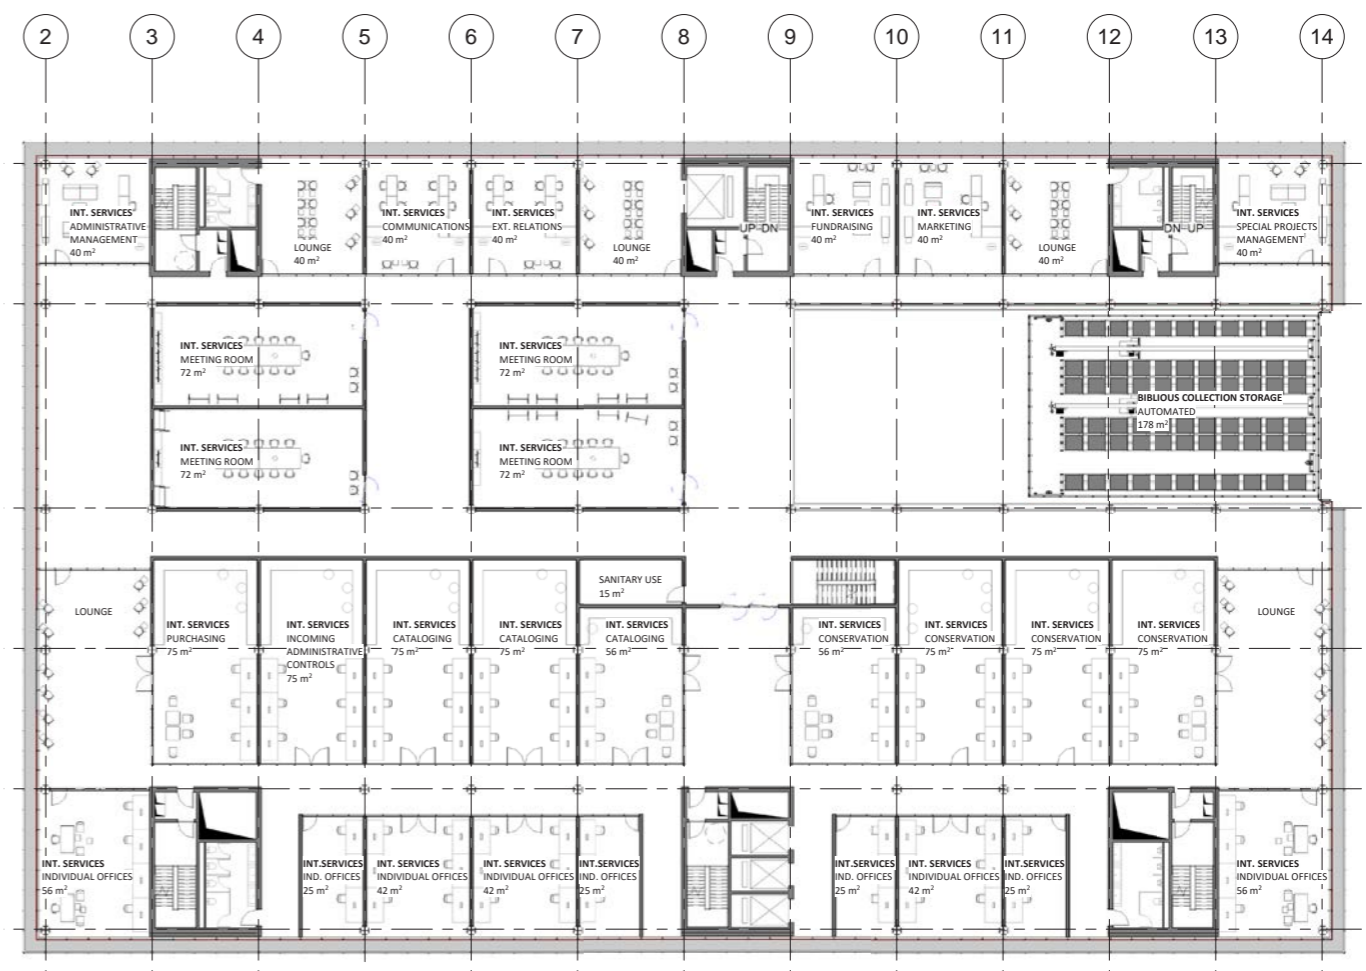 2 3 4 5 6 7 8 9 10 11 12 13 14
INT. SERVICES
ADMINISTRATIVE
MANAGEMENT
40 m²
LOUNGE
40 m²
INT. SERVICES
COMMUNICATIONS
40 m²
INT. SERVICES
EXT. RELATIONS
40 m²
LOUNGE
40 m²
UP DN
INT. SERVICES
FUNDRAISING
40 m²
INT. SERVICES
MARKETING
40 m²
LOUNGE
40 m²
DN UP
INT. SERVICES
SPECIAL PROJECTS
MANAGEMENT
40 m²
INT. SERVICES
MEETING ROOM
72 m²
INT. SERVICES
MEETING ROOM
72 m²
BIBLIOUS COLLECTION STORAGE
AUTOMATED
178 m²
INT. SERVICES
MEETING ROOM
72 m²
INT. SERVICES
MEETING ROOM
72 m²
LOUNGE
INT. SERVICES
PURCHASING
75 m²
INT. SERVICES
INCOMING
ADMINISTRATIVE
CONTROLS
75 m²
INT. SERVICES
CATALOGING
75 m²
INT. SERVICES
CATALOGING
75 m²
SANITARY USE
15 m²
INT. SERVICES
CATALOGING
56 m²
INT. SERVICES
CONSERVATION
56 m²
INT. SERVICES
CONSERVATION
75 m²
INT. SERVICES
CONSERVATION
75 m²
INT. SERVICES
CONSERVATION
75 m²
LOUNGE
INT. SERVICES
INDIVIDUAL OFFICES
56 m²
INT.SERVICES
IND. OFFICES
25 m²
INT. SERVICES
INDIVIDUAL OFFICES
42 m²
INT. SERVICES
INDIVIDUAL OFFICES
42 m²
INT.SERVICES
IND. OFFICES
25 m²
INT.SERVICES
IND. OFFICES
25 m²
INT. SERVICES
INDIVIDUAL OFFICES
42 m²
INT.SERVICES
IND. OFFICES
25 m²
INT. SERVICES
INDIVIDUAL OFFICES
56 m²